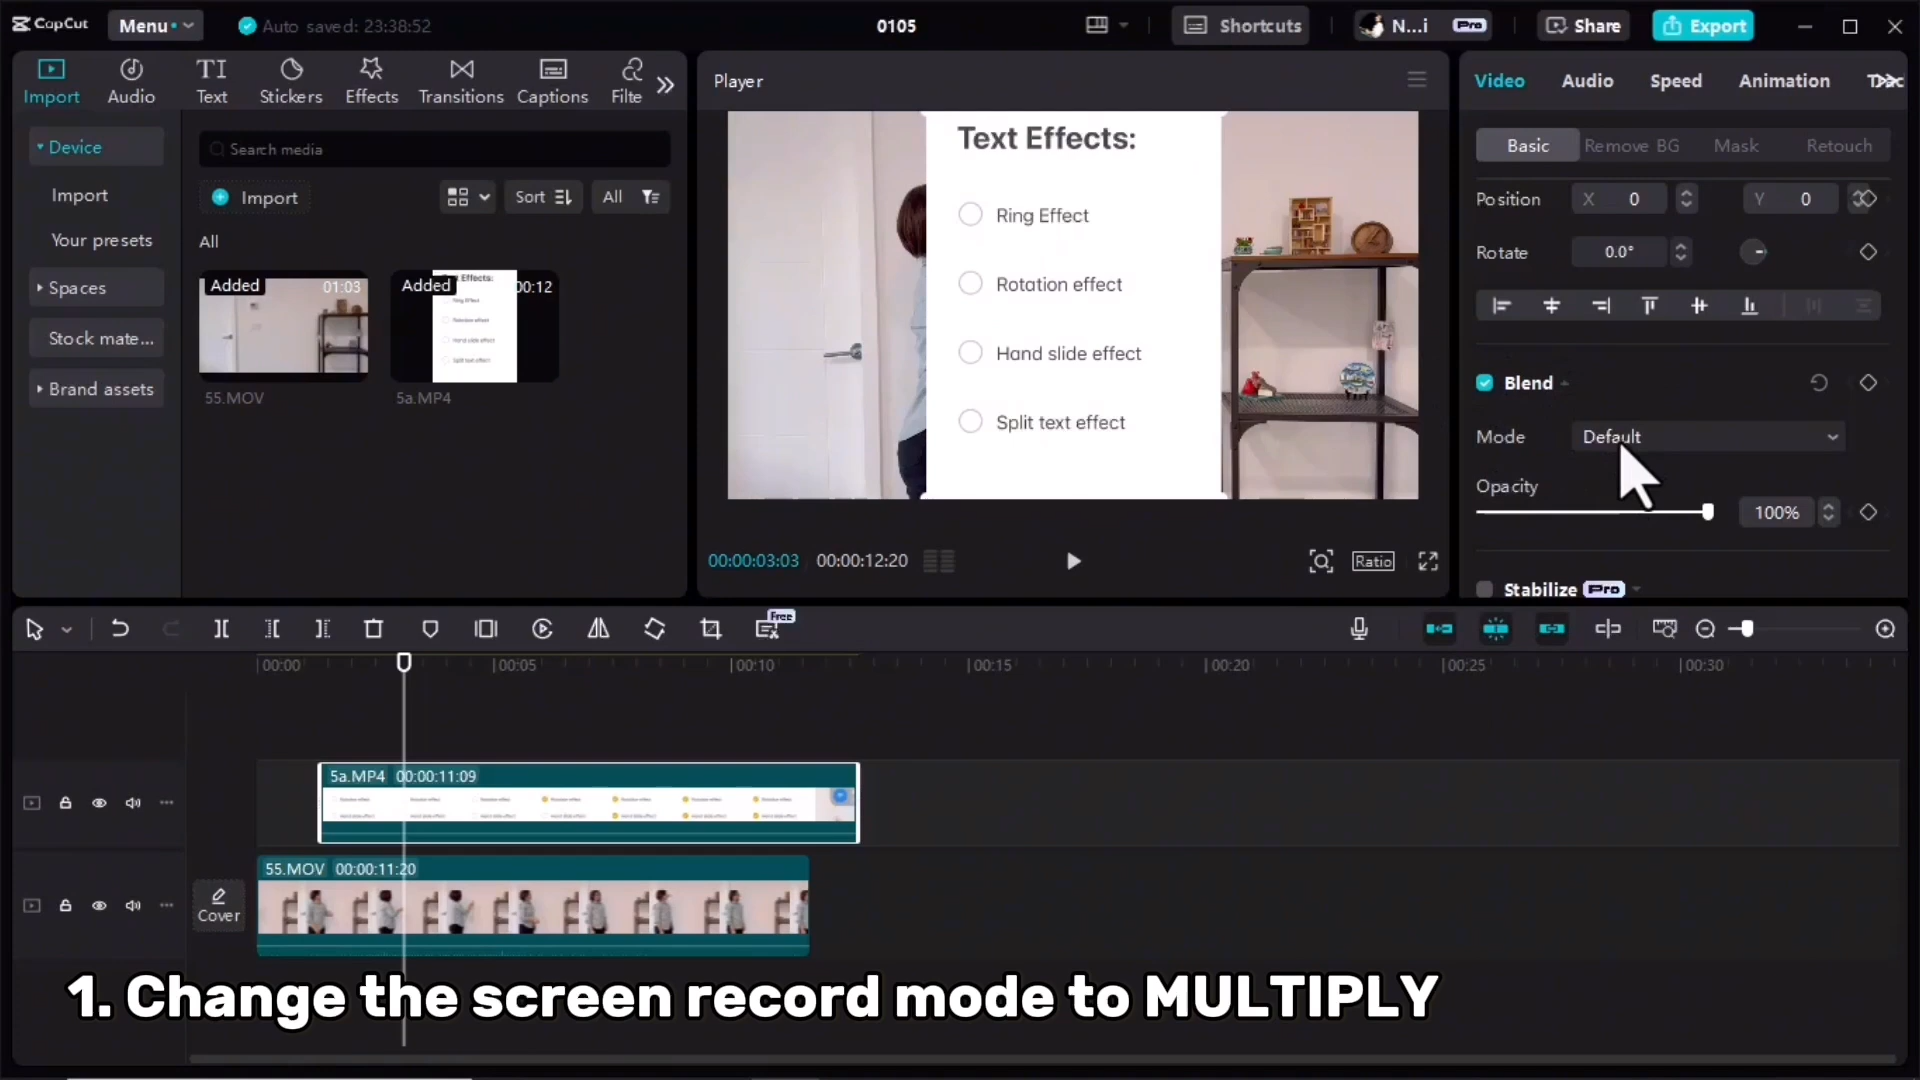 CapCut
Menu
Auto saved: 23:38:52
0105
Shortcuts
N...i
Pro
Share
Export
Import
Audio
Text
Stickers
Effects
Transitions
Captions
Filte
Device
Import
Your presets
Spaces
Stock mate...
Brand assets
Search media
Import
Sort
All
All
Added
01:03
55.MOV
Added
00:12
5a.MP4
Player
Text Effects:
Ring Effect
Rotation effect
Hand slide effect
Split text effect
00:00:03:03
00:00:12:20
Ratio
Video
Audio
Speed
Animation
Basic
Remove BG
Mask
Retouch
Position
X 0
Y 0
Rotate
0.0°
Blend
Mode
Default
Opacity
100%
Stabilize
Pro
Free
00:00
00:05
00:10
00:15
00:20
00:25
00:30
5a.MP4 00:00:11:09
55.MOV 00:00:11:20
Cover
1. Change the screen record mode to MULTIPLY